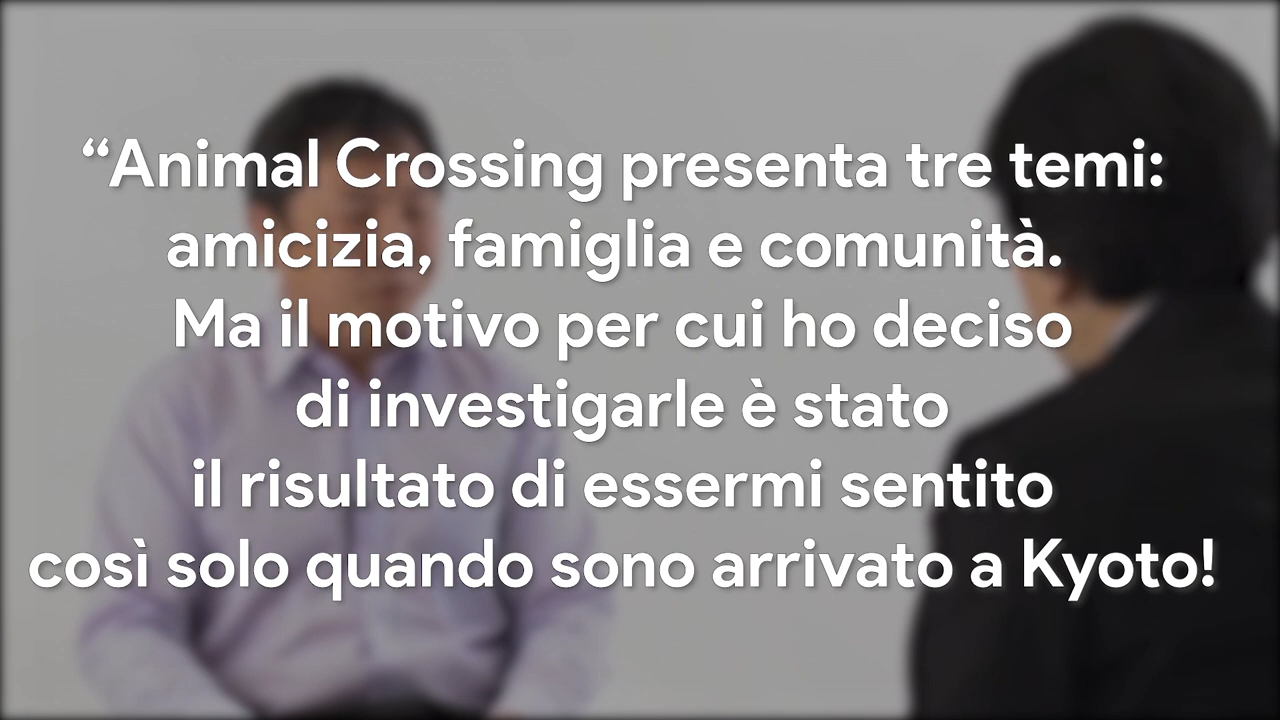 “Animal Crossing presenta tre temi:
amicizia, famiglia e comunità.
Ma il motivo per cui ho deciso
di investigarle è stato
il risultato di essermi sentito
così solo quando sono arrivato a Kyoto!